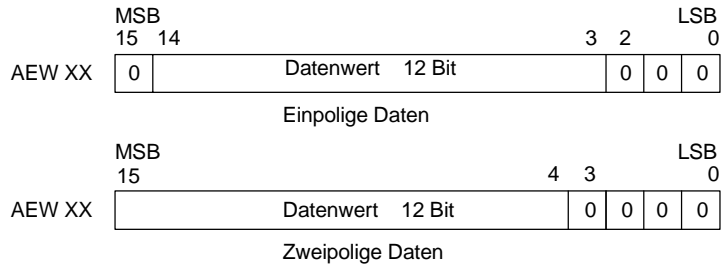 MSB LSB
15 14 3 2 0
AEW XX 0 Datenwert 12 Bit 0 0 0
Einpolige Daten
MSB LSB
15 4 3 0
AEW XX Datenwert 12 Bit 0 0 0 0
Zweipolige Daten